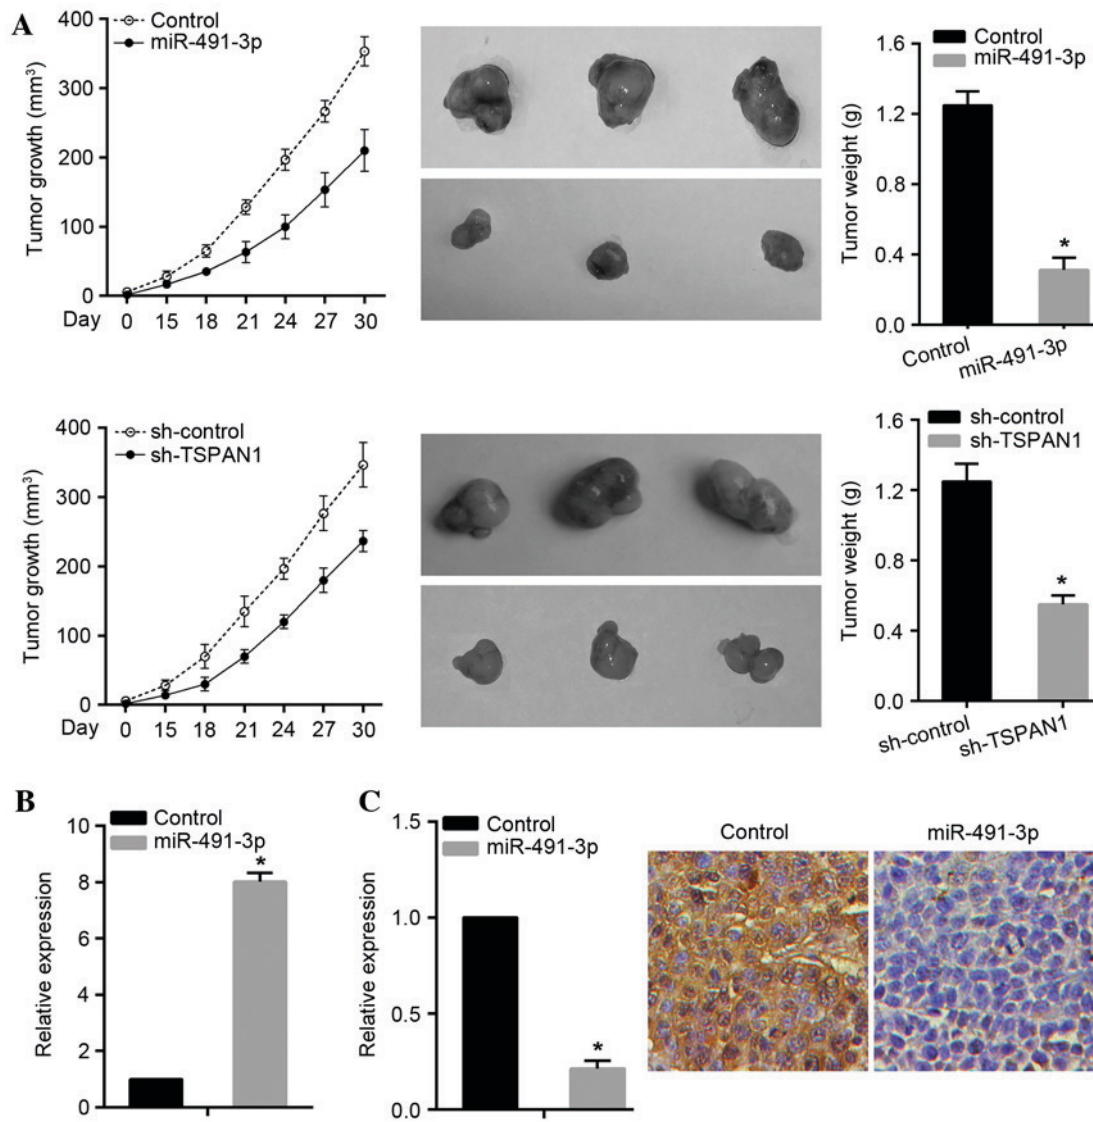 A
Control
miR-491-3p
Tumor growth (mm³)
400
300
200
100
0
Day 0 15 18 21 24 27 30
Control
miR-491-3p
Tumor weight (g)
1.6
1.2
0.8
0.4
0.0
Control
miR-491-3p
sh-control
sh-TSPAN1
Tumor growth (mm³)
400
300
200
100
0
Day 0 15 18 21 24 27 30
sh-control
sh-TSPAN1
Tumor weight (g)
1.6
1.2
*
0.8
0.4
0.0
sh-control
sh-TSPAN1
B
Control
miR-491-3p
*
Relative expression
10
8
6
4
2
0
C
Control
miR-491-3p
*
Relative expression
1.5
1.0
0.5
0.0
Control
miR-491-3p